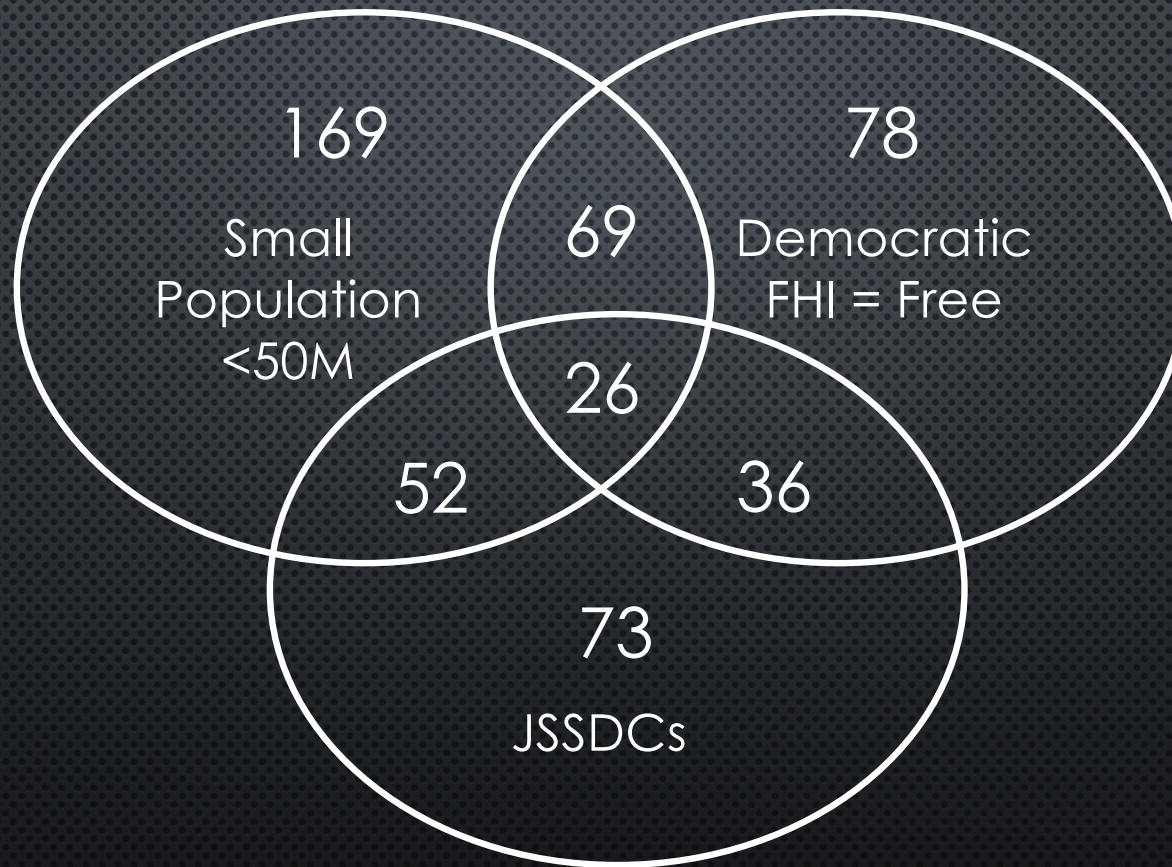 169
Small
Population
<50M
78
Democratic
FHI = Free
69
26
52
36
73
JSSDCs